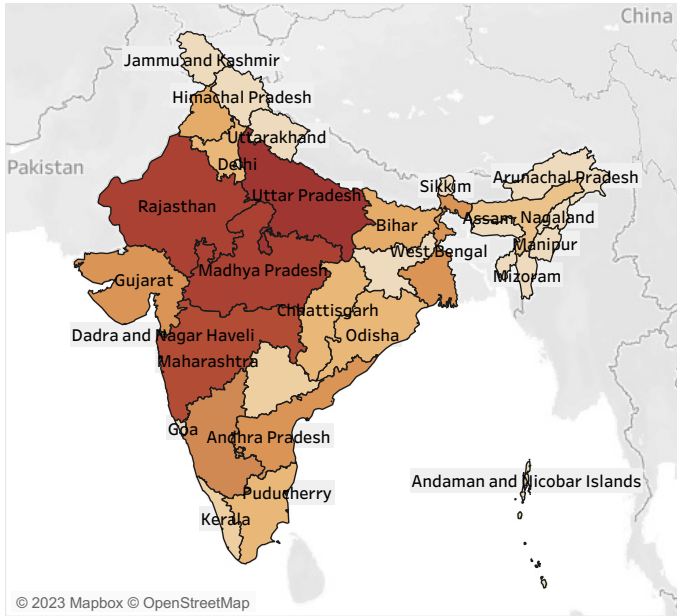 China
Jammu and Kashmir
Himachal Pradesh
Uttarakhand
Delhi
Pakistan
Sikkim
Arunachal Pradesh
Uttar Pradesh
Rajasthan
Bihar
Assam
Nagaland
Manipur
West Bengal
Madhya Pradesh
Mizoram
Gujarat
Chhattisgarh
Dadra and Nagar Haveli
Odisha
Maharashtra
Goa
Andhra Pradesh
Andaman and Nicobar Islands
Puducherry
Kerala
© 2023 Mapbox © OpenStreetMap